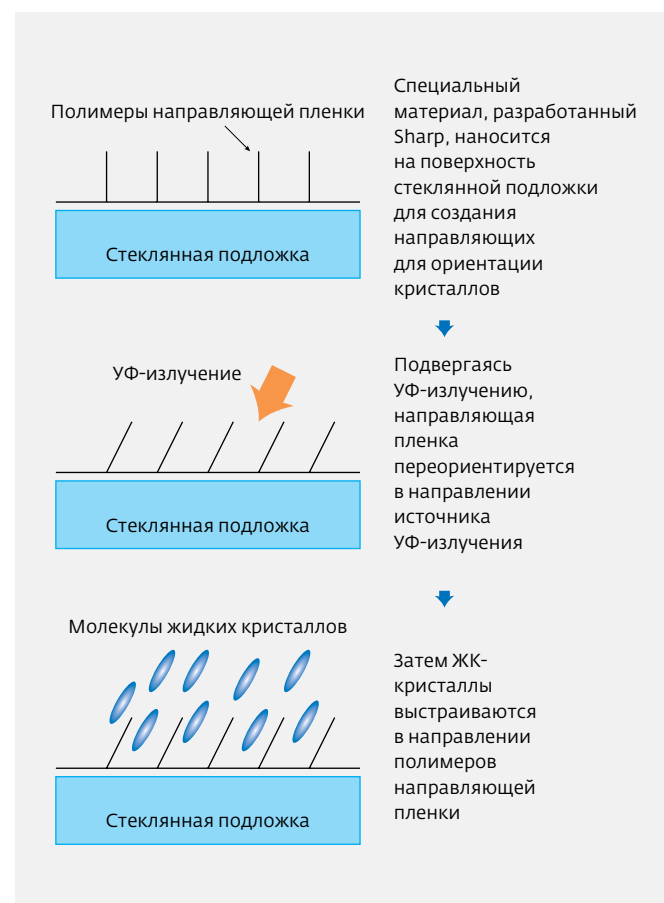 Полимеры направляющей пленки
Стеклянная подложка
Специальный
материал, разработанный
Sharp, наносится
на поверхность
стеклянной подложки
для создания
направляющих
для ориентации
кристаллов
УФ-излучение
Стеклянная подложка
Подвергаясь
УФ-излучению,
направляющая
пленка
переориентируется
в направлении
источника
УФ-излучения
Молекулы жидких кристаллов
Стеклянная подложка
Затем ЖК-
кристаллы
выстраиваются
в направлении
полимеров
направляющей
пленки